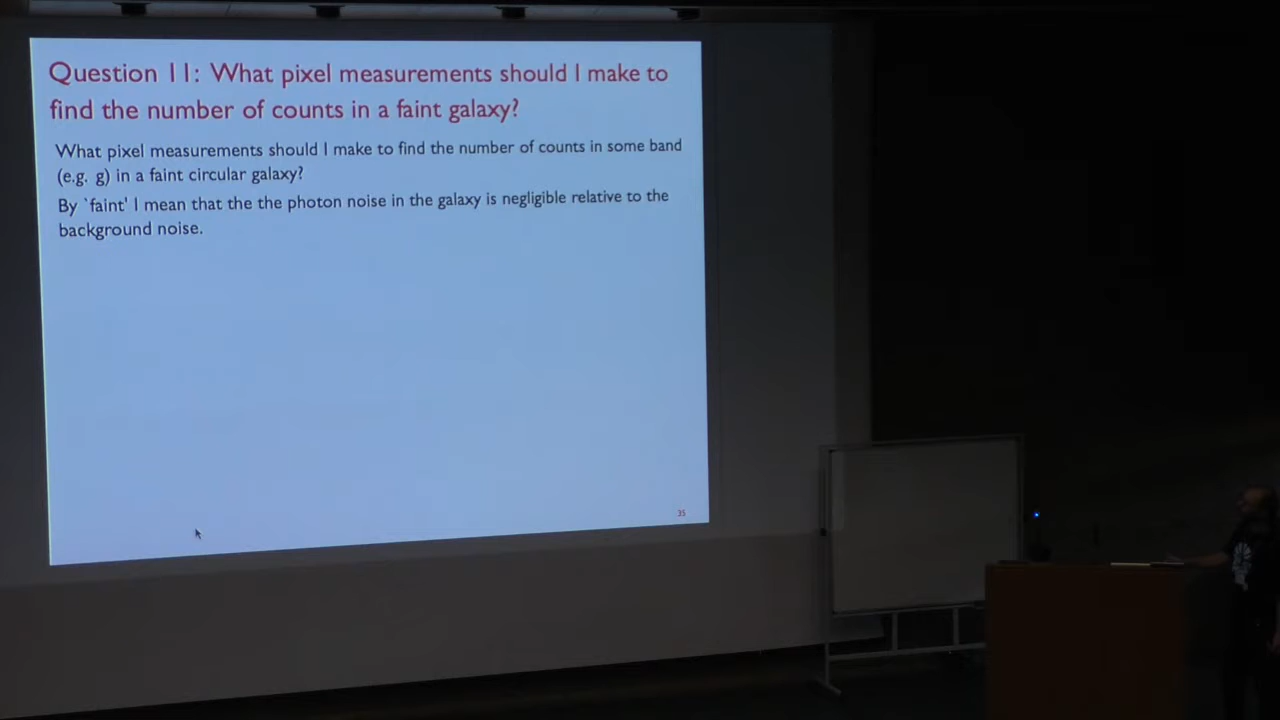 Question 11: What pixel measurements should I make to
find the number of counts in a faint galaxy?
What pixel measurements should I make to find the number of counts in some band
(e.g. g) in a faint circular galaxy?
By `faint' I mean that the the photon noise in the galaxy is negligible relative to the
background noise.
35